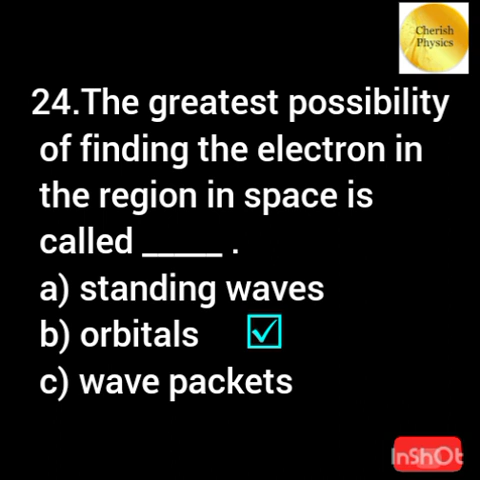 Cherish
Physics
24.The greatest possibility
of finding the electron in
the region in space is
called _____ .
a) standing waves
b) orbitals ☑
c) wave packets
InShOt